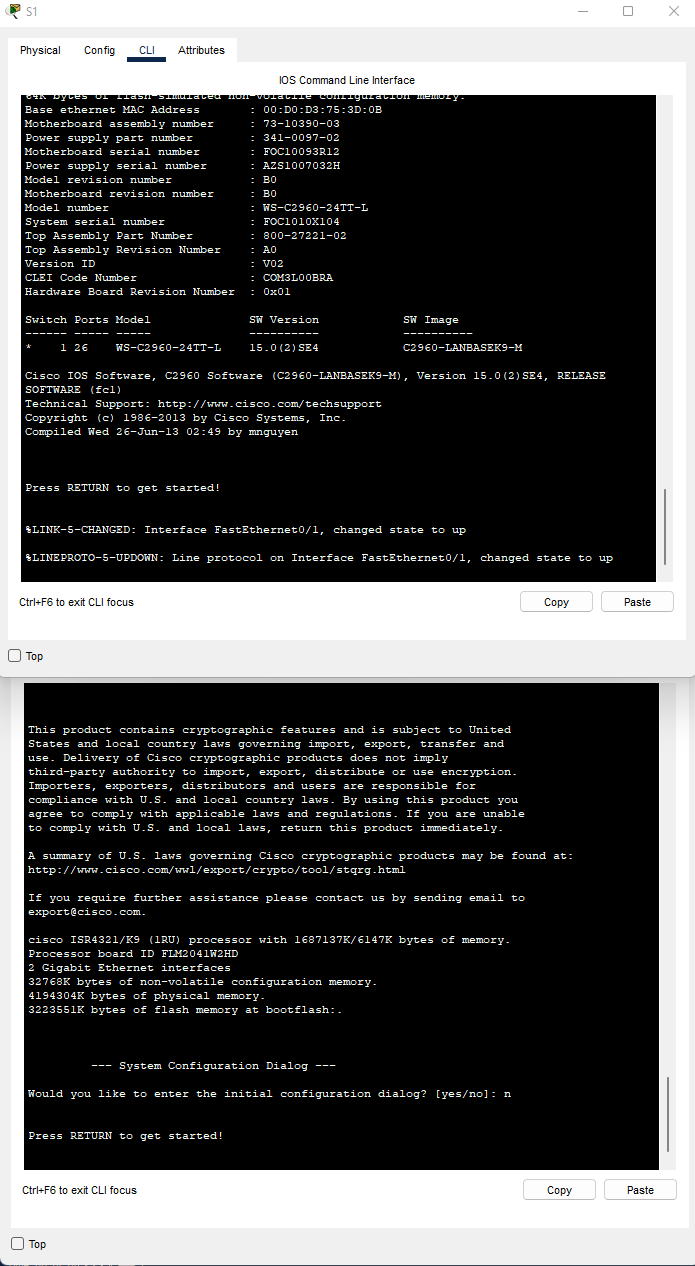 S1
Physical Config CLI Attributes
IOS Command Line Interface
64K bytes of flash-simulated non-volatile configuration memory.
Base ethernet MAC Address : 00:D0:D3:75:3D:0B
Motherboard assembly number : 73-10390-03
Power supply part number : 341-0097-02
Motherboard serial number : FOC10093R12
Power supply serial number : AZS1007032H
Model revision number : B0
Motherboard revision number : B0
Model number : WS-C2960-24TT-L
System serial number : FOC1010X104
Top Assembly Part Number : 800-27221-02
Top Assembly Revision Number : A0
Version ID : V02
CLEI Code Number : COM3L00BRA
Hardware Board Revision Number : 0x01
Switch Ports Model SW Version SW Image
------ ----- ----- ---------- ----------
* 1 26 WS-C2960-24TT-L 15.0(2)SE4 C2960-LANBASEK9-M
Cisco IOS Software, C2960 Software (C2960-LANBASEK9-M), Version 15.0(2)SE4, RELEASE
SOFTWARE (fc1)
Technical Support: http://www.cisco.com/techsupport
Copyright (c) 1986-2013 by Cisco Systems, Inc.
Compiled Wed 26-Jun-13 02:49 by mnguyen
Press RETURN to get started!
%LINK-5-CHANGED: Interface FastEthernet0/1, changed state to up
%LINEPROTO-5-UPDOWN: Line protocol on Interface FastEthernet0/1, changed state to up
Ctrl+F6 to exit CLI focus
Copy Paste
Top
This product contains cryptographic features and is subject to United
States and local country laws governing import, export, transfer and
use. Delivery of Cisco cryptographic products does not imply
third-party authority to import, export, distribute or use encryption.
Importers, exporters, distributors and users are responsible for
compliance with U.S. and local country laws. By using this product you
agree to comply with applicable laws and regulations. If you are unable
to comply with U.S. and local laws, return this product immediately.
A summary of U.S. laws governing Cisco cryptographic products may be found at:
http://www.cisco.com/wwl/export/crypto/tool/stqrg.html
If you require further assistance please contact us by sending email to
export@cisco.com.
cisco ISR4321/K9 (1RU) processor with 1687137K/6147K bytes of memory.
Processor board ID FLM2041W2HD
2 Gigabit Ethernet interfaces
32768K bytes of non-volatile configuration memory.
4194304K bytes of physical memory.
3223551K bytes of flash memory at bootflash:.
--- System Configuration Dialog ---
Would you like to enter the initial configuration dialog? [yes/no]: n
Press RETURN to get started!
Ctrl+F6 to exit CLI focus
Copy Paste
Top